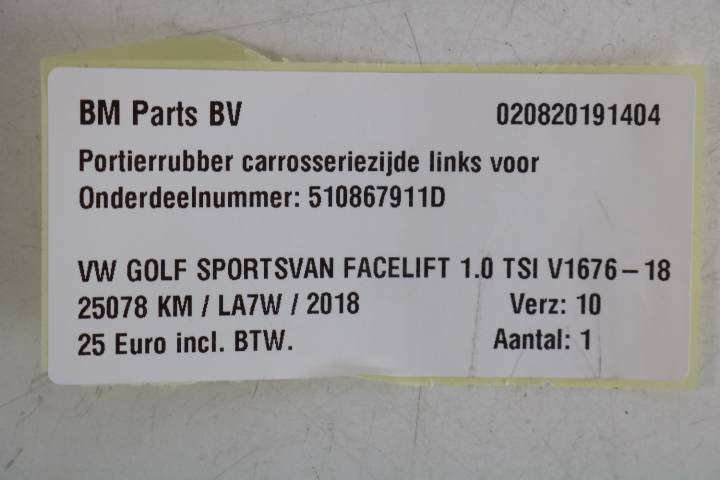 BM Parts BV 020820191404
Portierrubber carrosseriezijde links voor
Onderdeelnummer: 510867911D
VW GOLF SPORTSVAN FACELIFT 1.0 TSI V1676-18
25078 KM / LA7W / 2018 Verz: 10
25 Euro incl. BTW. Aantal: 1